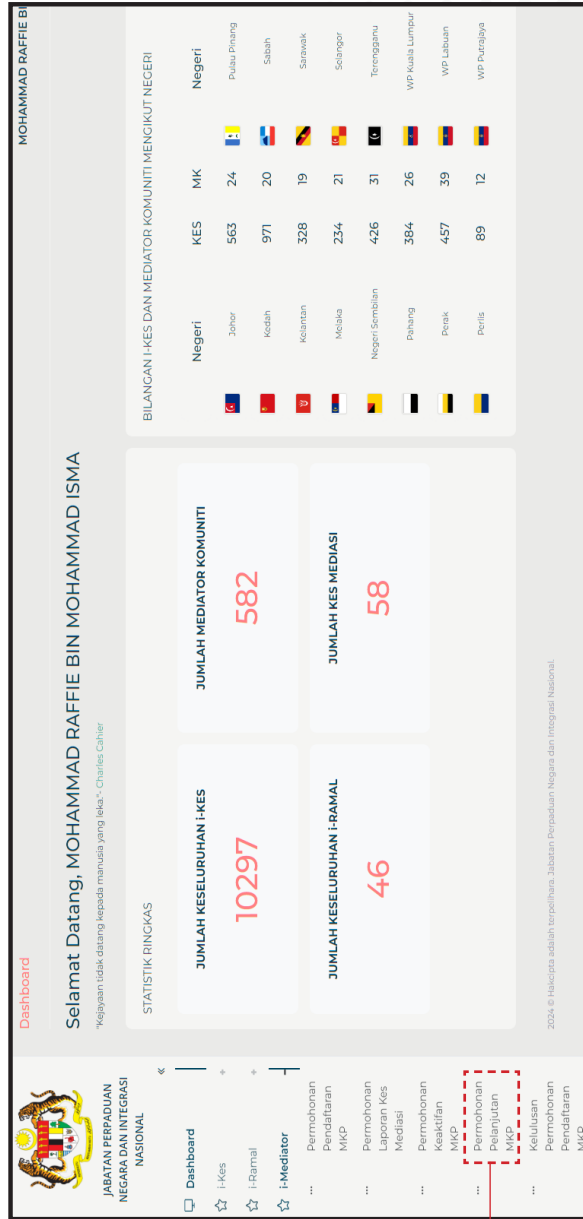 JABATAN PERPADUAN
NEGARA DAN INTEGRASI
NASIONAL
«
Dashboard
i-Kes +
i-Ramal +
i-Mediator
... Permohonan
Pendaftaran
MKP
... Permohonan
Laporan Kes
Mediasi
... Permohonan
Keaktifan
MKP
... Permohonan
Pelanjutan
MKP
... Kelulusan
Permohonan
Pendaftaran
MKP
Dashboard
MOHAMMAD RAFFIE BI
Selamat Datang, MOHAMMAD RAFFIE BIN MOHAMMAD ISMA
"Kejayaan tidak datang kepada manusia yang leka."- Charles Cahier
STATISTIK RINGKAS
JUMLAH KESELURUHAN i-KES
10297
JUMLAH MEDIATOR KOMUNITI
582
JUMLAH KESELURUHAN i-RAMAL
46
JUMLAH KES MEDIASI
58
BILANGAN I-KES DAN MEDIATOR KOMUNITI MENGIKUT NEGERI
Negeri KES MK Negeri
Johor 563 24 Pulau Pinang
Kedah 971 20 Sabah
Kelantan 328 19 Sarawak
Melaka 234 21 Selangor
Negeri Sembilan 426 31 Terengganu
Pahang 384 26 WP Kuala Lumpur
Perak 457 39 WP Labuan
Perlis 89 12 WP Putrajaya
2024 © Hakcipta adalah terpelihara. Jabatan Perpaduan Negara dan Integrasi Nasional.